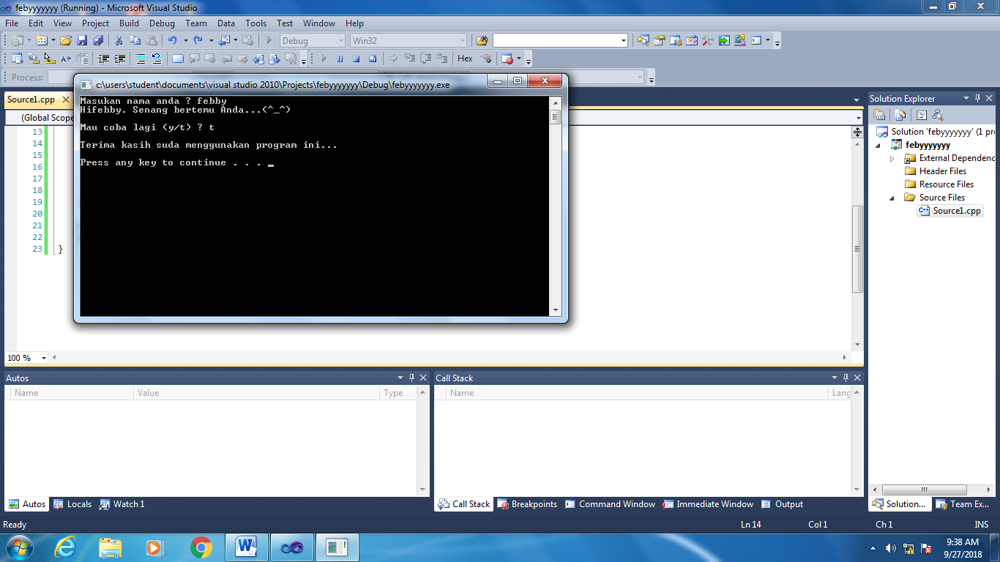 febyyyyyy (Running) - Microsoft Visual Studio
File Edit View Project Build Debug Team Data Tools Test Window Help
Debug Win32
Hex
Process:
c:\users\student\documents\visual studio 2010\Projects\febyyyyyyy\Debug\febyyyyyyy.exe
Masukan nama anda ? febby
Hifebby. Senang bertemu Anda...(^_^)
Mau coba lagi (y/t) ? t
Terima kasih suda menggunakan program ini...
Press any key to continue . . . _
Source1.cpp
(Global Scope
13
14
15
16
17
18
19
20
21
22
23 }
100 %
Solution Explorer
Solution 'febyyyyyyy' (1 pr
febyyyyyyy
External Dependenc
Header Files
Resource Files
Source Files
Source1.cpp
Autos
Name Value Type
Call Stack
Name Lang
Autos Locals Watch 1
Call Stack Breakpoints Command Window Immediate Window Output
Solution... Team Ex...
Ready Ln 14 Col 1 Ch 1 INS
9:38 AM
9/27/2018